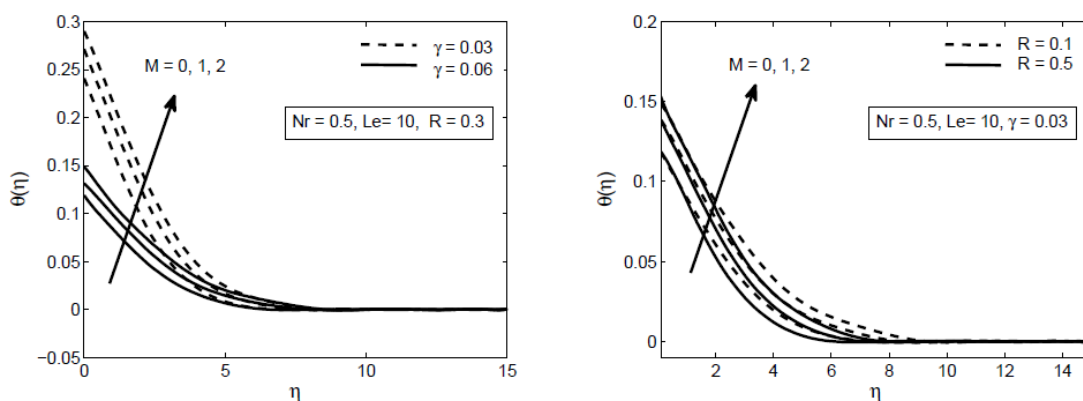 0.3
0.25
0.2
0.15
0.1
0.05
0
−0.05
θ(η)
0
5
10
15
η
M = 0, 1, 2
γ = 0.03
γ = 0.06
Nr = 0.5, Le= 10, R = 0.3
0.2
0.15
0.1
0.05
0
θ(η)
2
4
6
8
10
12
14
η
M = 0, 1, 2
R = 0.1
R = 0.5
Nr = 0.5, Le= 10, γ = 0.03